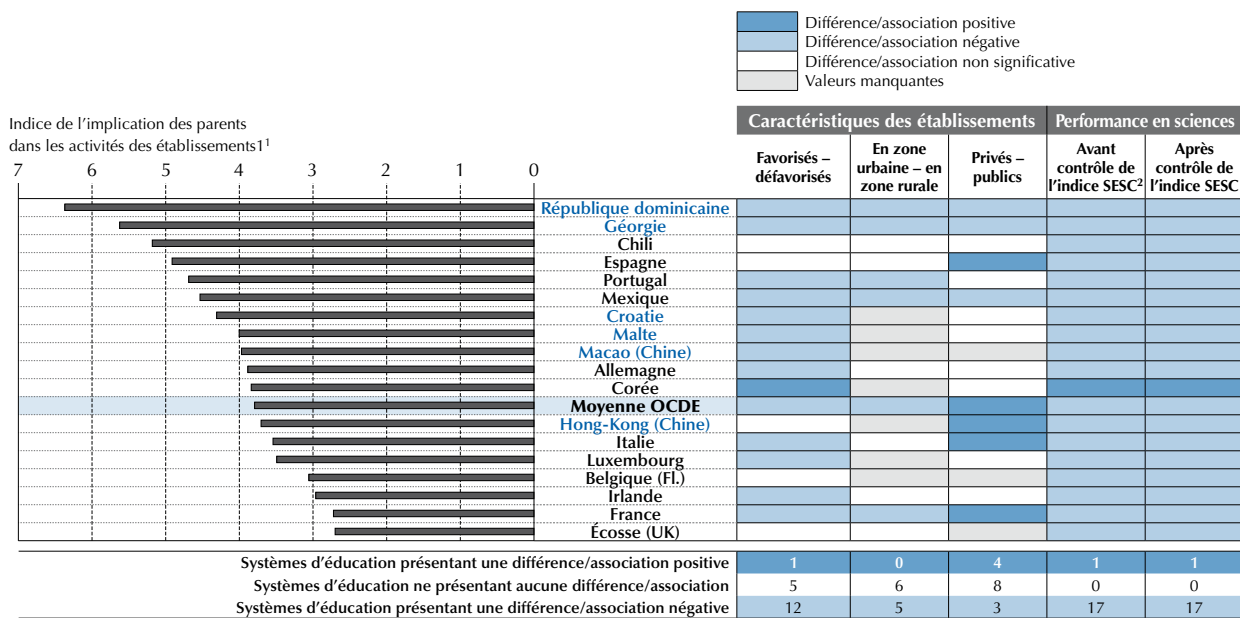 Différence/association positive
Différence/association négative
Différence/association non significative
Valeurs manquantes
Indice de l'implication des parents
dans les activités des établissements1¹
7 6 5 4 3 2 1 0
Caractéristiques des établissements Performance en sciences
Favorisés –
défavorisés
En zone
urbaine – en
zone rurale
Privés –
publics
Avant
contrôle de
l'indice SESC²
Après
contrôle de
l'indice SESC
République dominicaine
Géorgie
Chili
Espagne
Portugal
Mexique
Croatie
Malte
Macao (Chine)
Allemagne
Corée
Moyenne OCDE
Hong-Kong (Chine)
Italie
Luxembourg
Belgique (Fl.)
Irlande
France
Écosse (UK)
Systèmes d'éducation présentant une différence/association positive 1 0 4 1 1
Systèmes d'éducation ne présentant aucune différence/association 5 6 8 0 0
Systèmes d'éducation présentant une différence/association négative 12 5 3 17 17